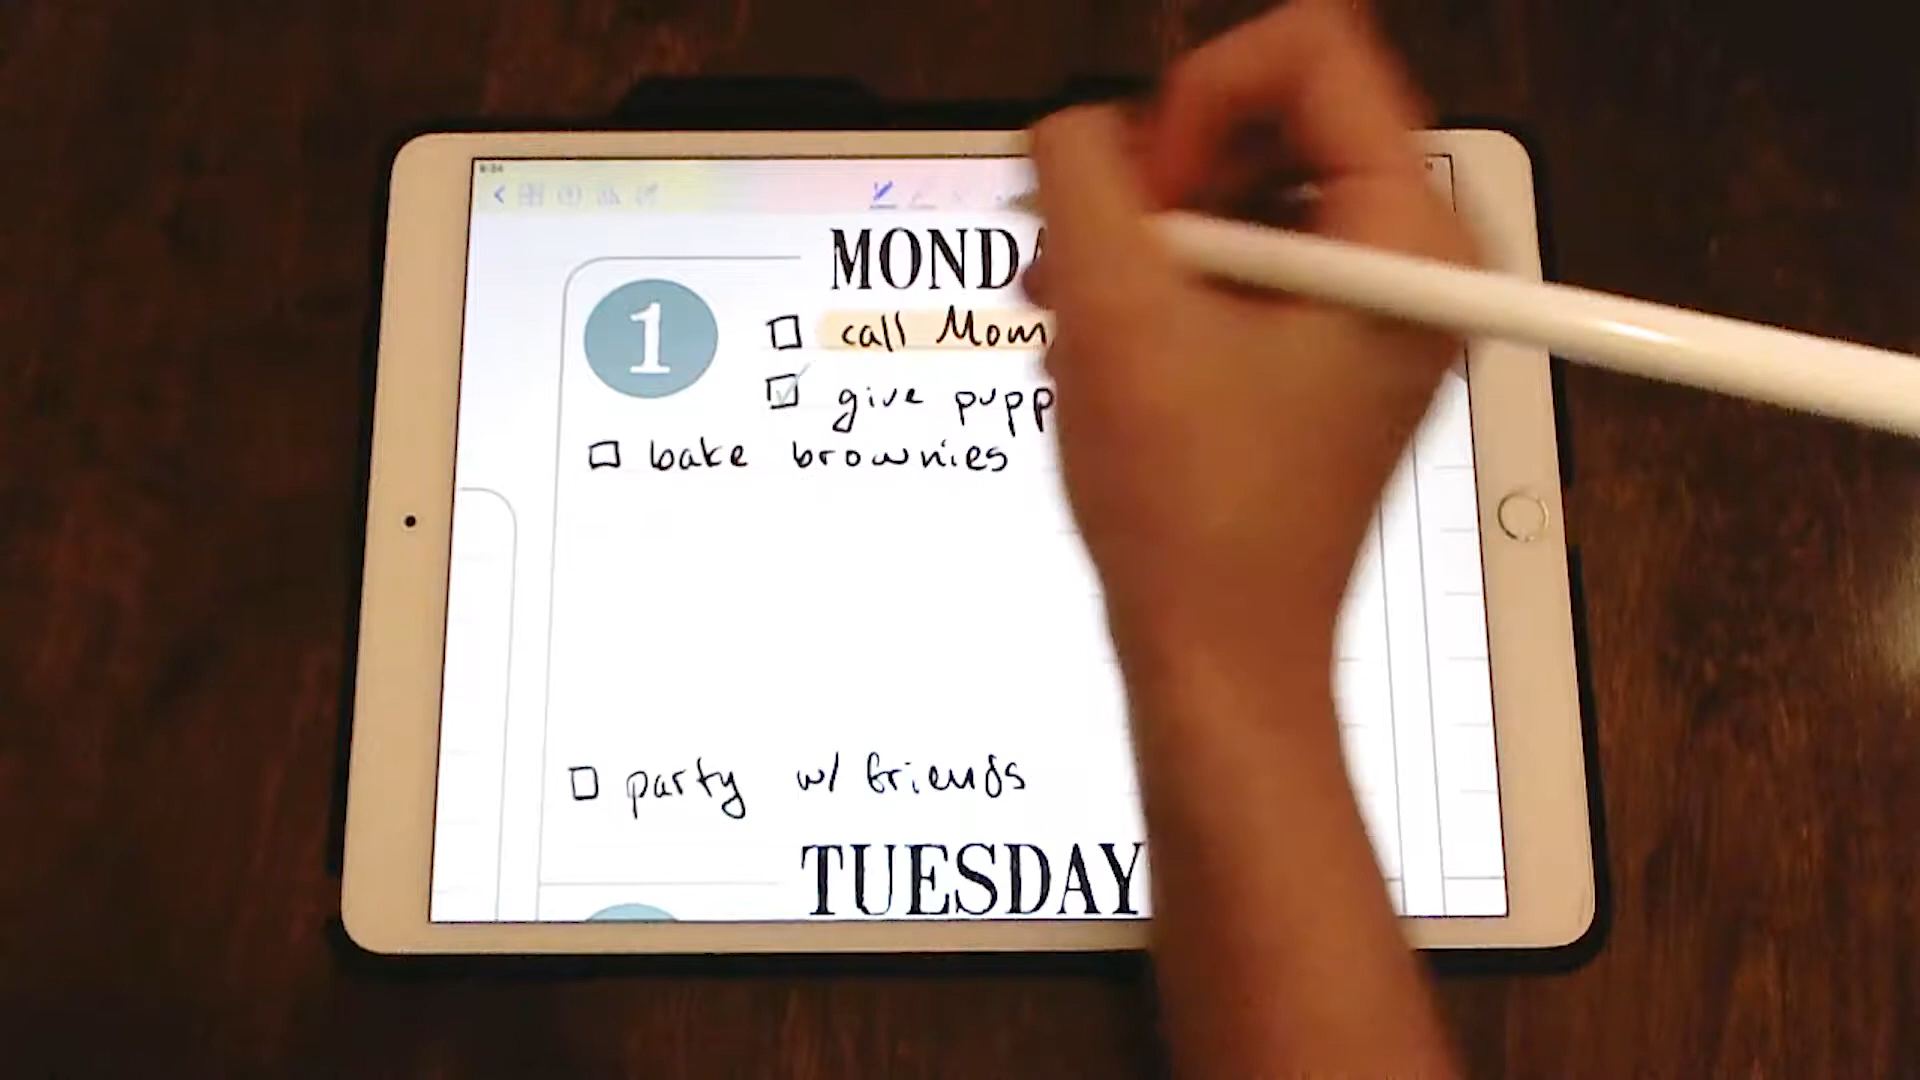 MONDA
1
call Mom
give pupp
bake brownies
party w/ friends
TUESDAY